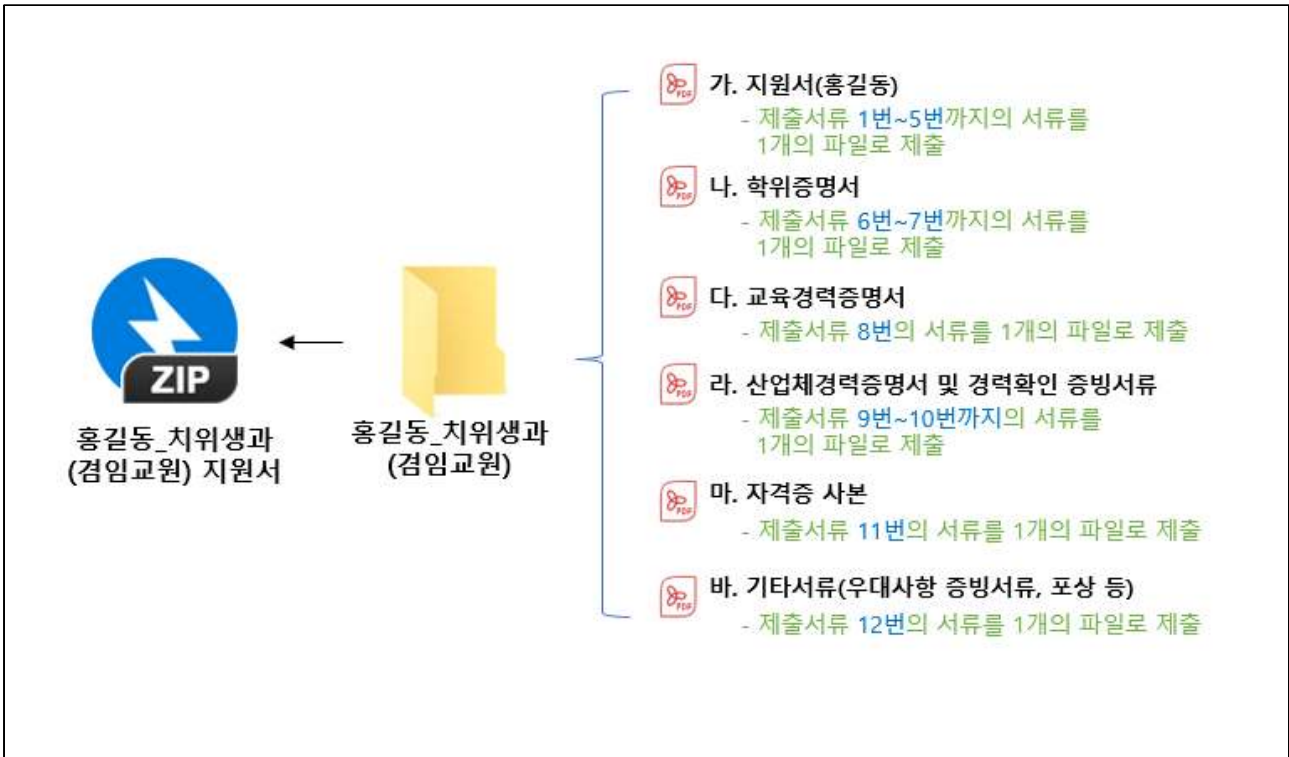 가. 지원서(홍길동)
- 제출서류 1번~5번까지의 서류를
1개의 파일로 제출
나. 학위증명서
- 제출서류 6번~7번까지의 서류를
1개의 파일로 제출
다. 교육경력증명서
- 제출서류 8번의 서류를 1개의 파일로 제출
라. 산업체경력증명서 및 경력확인 증빙서류
- 제출서류 9번~10번까지의 서류를
1개의 파일로 제출
마. 자격증 사본
- 제출서류 11번의 서류를 1개의 파일로 제출
바. 기타서류(우대사항 증빙서류, 포상 등)
- 제출서류 12번의 서류를 1개의 파일로 제출
ZIP
홍길동_치위생과
(겸임교원) 지원서
홍길동_치위생과
(겸임교원)
PDF
PDF
PDF
PDF
PDF
PDF